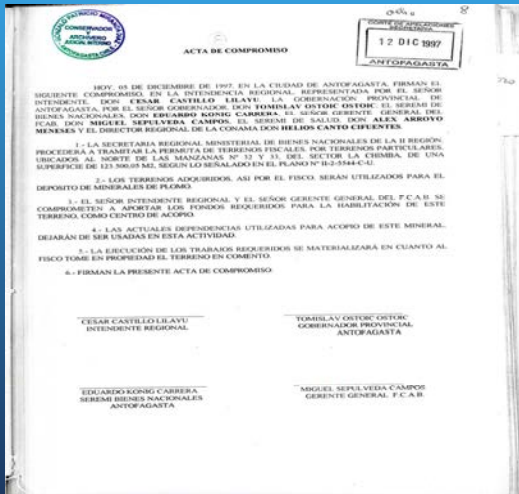 8
CONSERVADOR
Y
ARCHIVERO
JUDICIAL INTERINO
ANTOFAGASTA
CORTE DE APELACIONES
SECRETARIA
12 DIC 1997
ANTOFAGASTA
ACTA DE COMPROMISO
HOY, 05 DE DICIEMBRE DE 1997, EN LA CIUDAD DE ANTOFAGASTA, FIRMAN EL
SIGUIENTE COMPROMISO, EN LA INTENDENCIA REGIONAL, REPRESENTADA POR EL SEÑOR
INTENDENTE, DON CESAR CASTILLO LILAYU, LA GOBERNACIÓN PROVINCIAL DE
ANTOFAGASTA, POR EL SEÑOR GOBERNADOR, DON TOMISLAV OSTOIC OSTOIC, EL SEREMI DE
BIENES NACIONALES, DON EDUARDO KONIG CARRERA, EL SEÑOR GERENTE GENERAL DEL
FCAB, DON MIGUEL SEPULVEDA CAMPOS, EL SEREMI DE SALUD, DON ALEX ARROYO
MENESES Y EL DIRECTOR REGIONAL DE LA CONAMA DON HELIOS CANTO CIFUENTES.
1.- LA SECRETARIA REGIONAL MINISTERIAL DE BIENES NACIONALES DE LA II REGIÓN,
PROCEDERÁ A TRAMITAR LA PERMUTA DE TERRENOS FISCALES, POR TERRENOS PARTICULARES,
UBICADOS AL NORTE DE LAS MANZANAS Nº 32 Y 33, DEL SECTOR LA CHIMBA, DE UNA
SUPERFICIE DE 123.500,05 M2, SEGUN LO SEÑALADO EN EL PLANO Nº II-2-5544-C-U.
2.- LOS TERRENOS ADQUIRIDOS, ASI POR EL FISCO, SERÁN UTILIZADOS PARA EL
DEPOSITO DE MINERALES DE PLOMO.
3.- EL SEÑOR INTENDENTE REGIONAL Y EL SEÑOR GERENTE GENERAL DEL F.C.A.B. SE
COMPROMETEN A APORTAR LOS FONDOS REQUERIDOS PARA LA HABILITACIÓN DE ESTE
TERRENO, COMO CENTRO DE ACOPIO.
4.- LAS ACTUALES DEPENDENCIAS UTILIZADAS PARA ACOPIO DE ESTE MINERAL,
DEJARÁN DE SER USADAS EN ESTA ACTIVIDAD.
5.- LA EJECUCIÓN DE LOS TRABAJOS REQUERIDOS SE MATERIALIZARÁ EN CUANTO AL
FISCO TOME EN PROPIEDAD EL TERRENO EN COMENTO.
6.- FIRMAN LA PRESENTE ACTA DE COMPROMISO.
CESAR CASTILLO LILAYU
INTENDENTE REGIONAL
TOMISLAV OSTOIC OSTOIC
GOBERNADOR PROVINCIAL
ANTOFAGASTA
EDUARDO KONIG CARRERA
SEREMI BIENES NACIONALES
ANTOFAGASTA
MIGUEL SEPULVEDA CAMPOS
GERENTE GENERAL F.C.A.B.